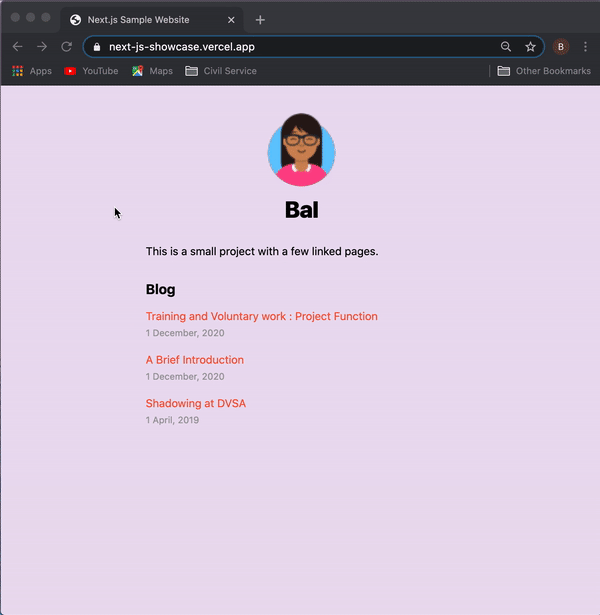 Next.js Sample Website
next-js-showcase.vercel.app
B
Apps YouTube Maps Civil Service Other Bookmarks
Bal
This is a small project with a few linked pages.
Blog
Training and Voluntary work : Project Function
1 December, 2020
A Brief Introduction
1 December, 2020
Shadowing at DVSA
1 April, 2019